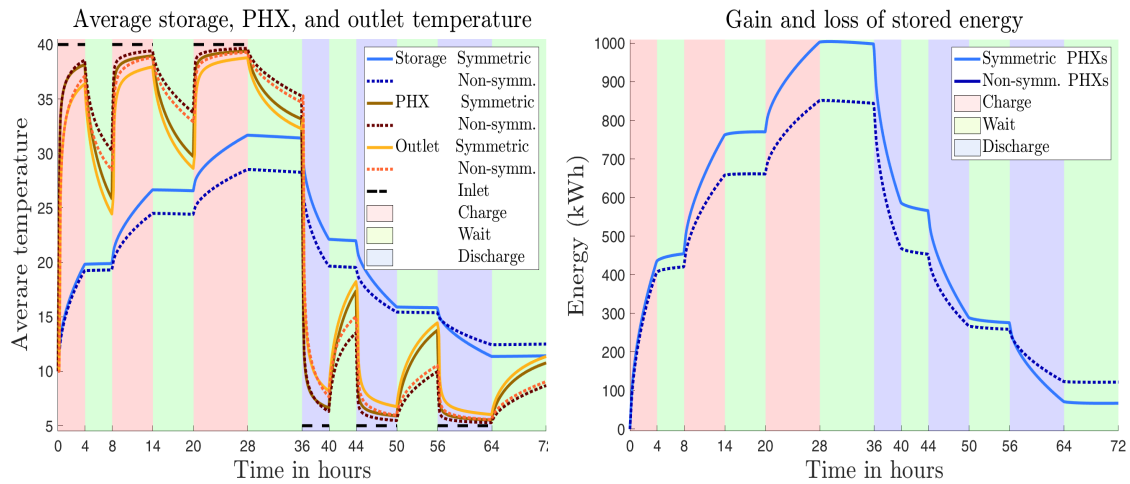 Average storage, PHX, and outlet temperature
Averare temperature
40
35
30
25
20
15
10
5
Storage Symmetric
Non-symm.
PHX Symmetric
Non-symm.
Outlet Symmetric
Non-symm.
Inlet
Charge
Wait
Discharge
0 4 8 14 20 28 36 40 44 50 56 64 72
Time in hours
Gain and loss of stored energy
Energy (kWh)
1000
900
800
700
600
500
400
300
200
100
0
Symmetric PHXs
Non-symm. PHXs
Charge
Wait
Discharge
0 4 8 14 20 28 36 40 44 50 56 64 72
Time in hours